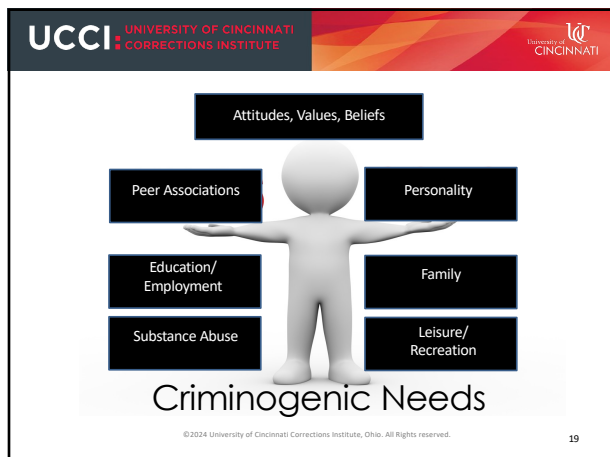 UCCI: UNIVERSITY OF CINCINNATI
CORRECTIONS INSTITUTE
University of
CINCINNATI
Attitudes, Values, Beliefs
Peer Associations
Personality
Education/
Employment
Family
Substance Abuse
Leisure/
Recreation
Criminogenic Needs
©2024 University of Cincinnati Corrections Institute, Ohio. All Rights reserved.
19